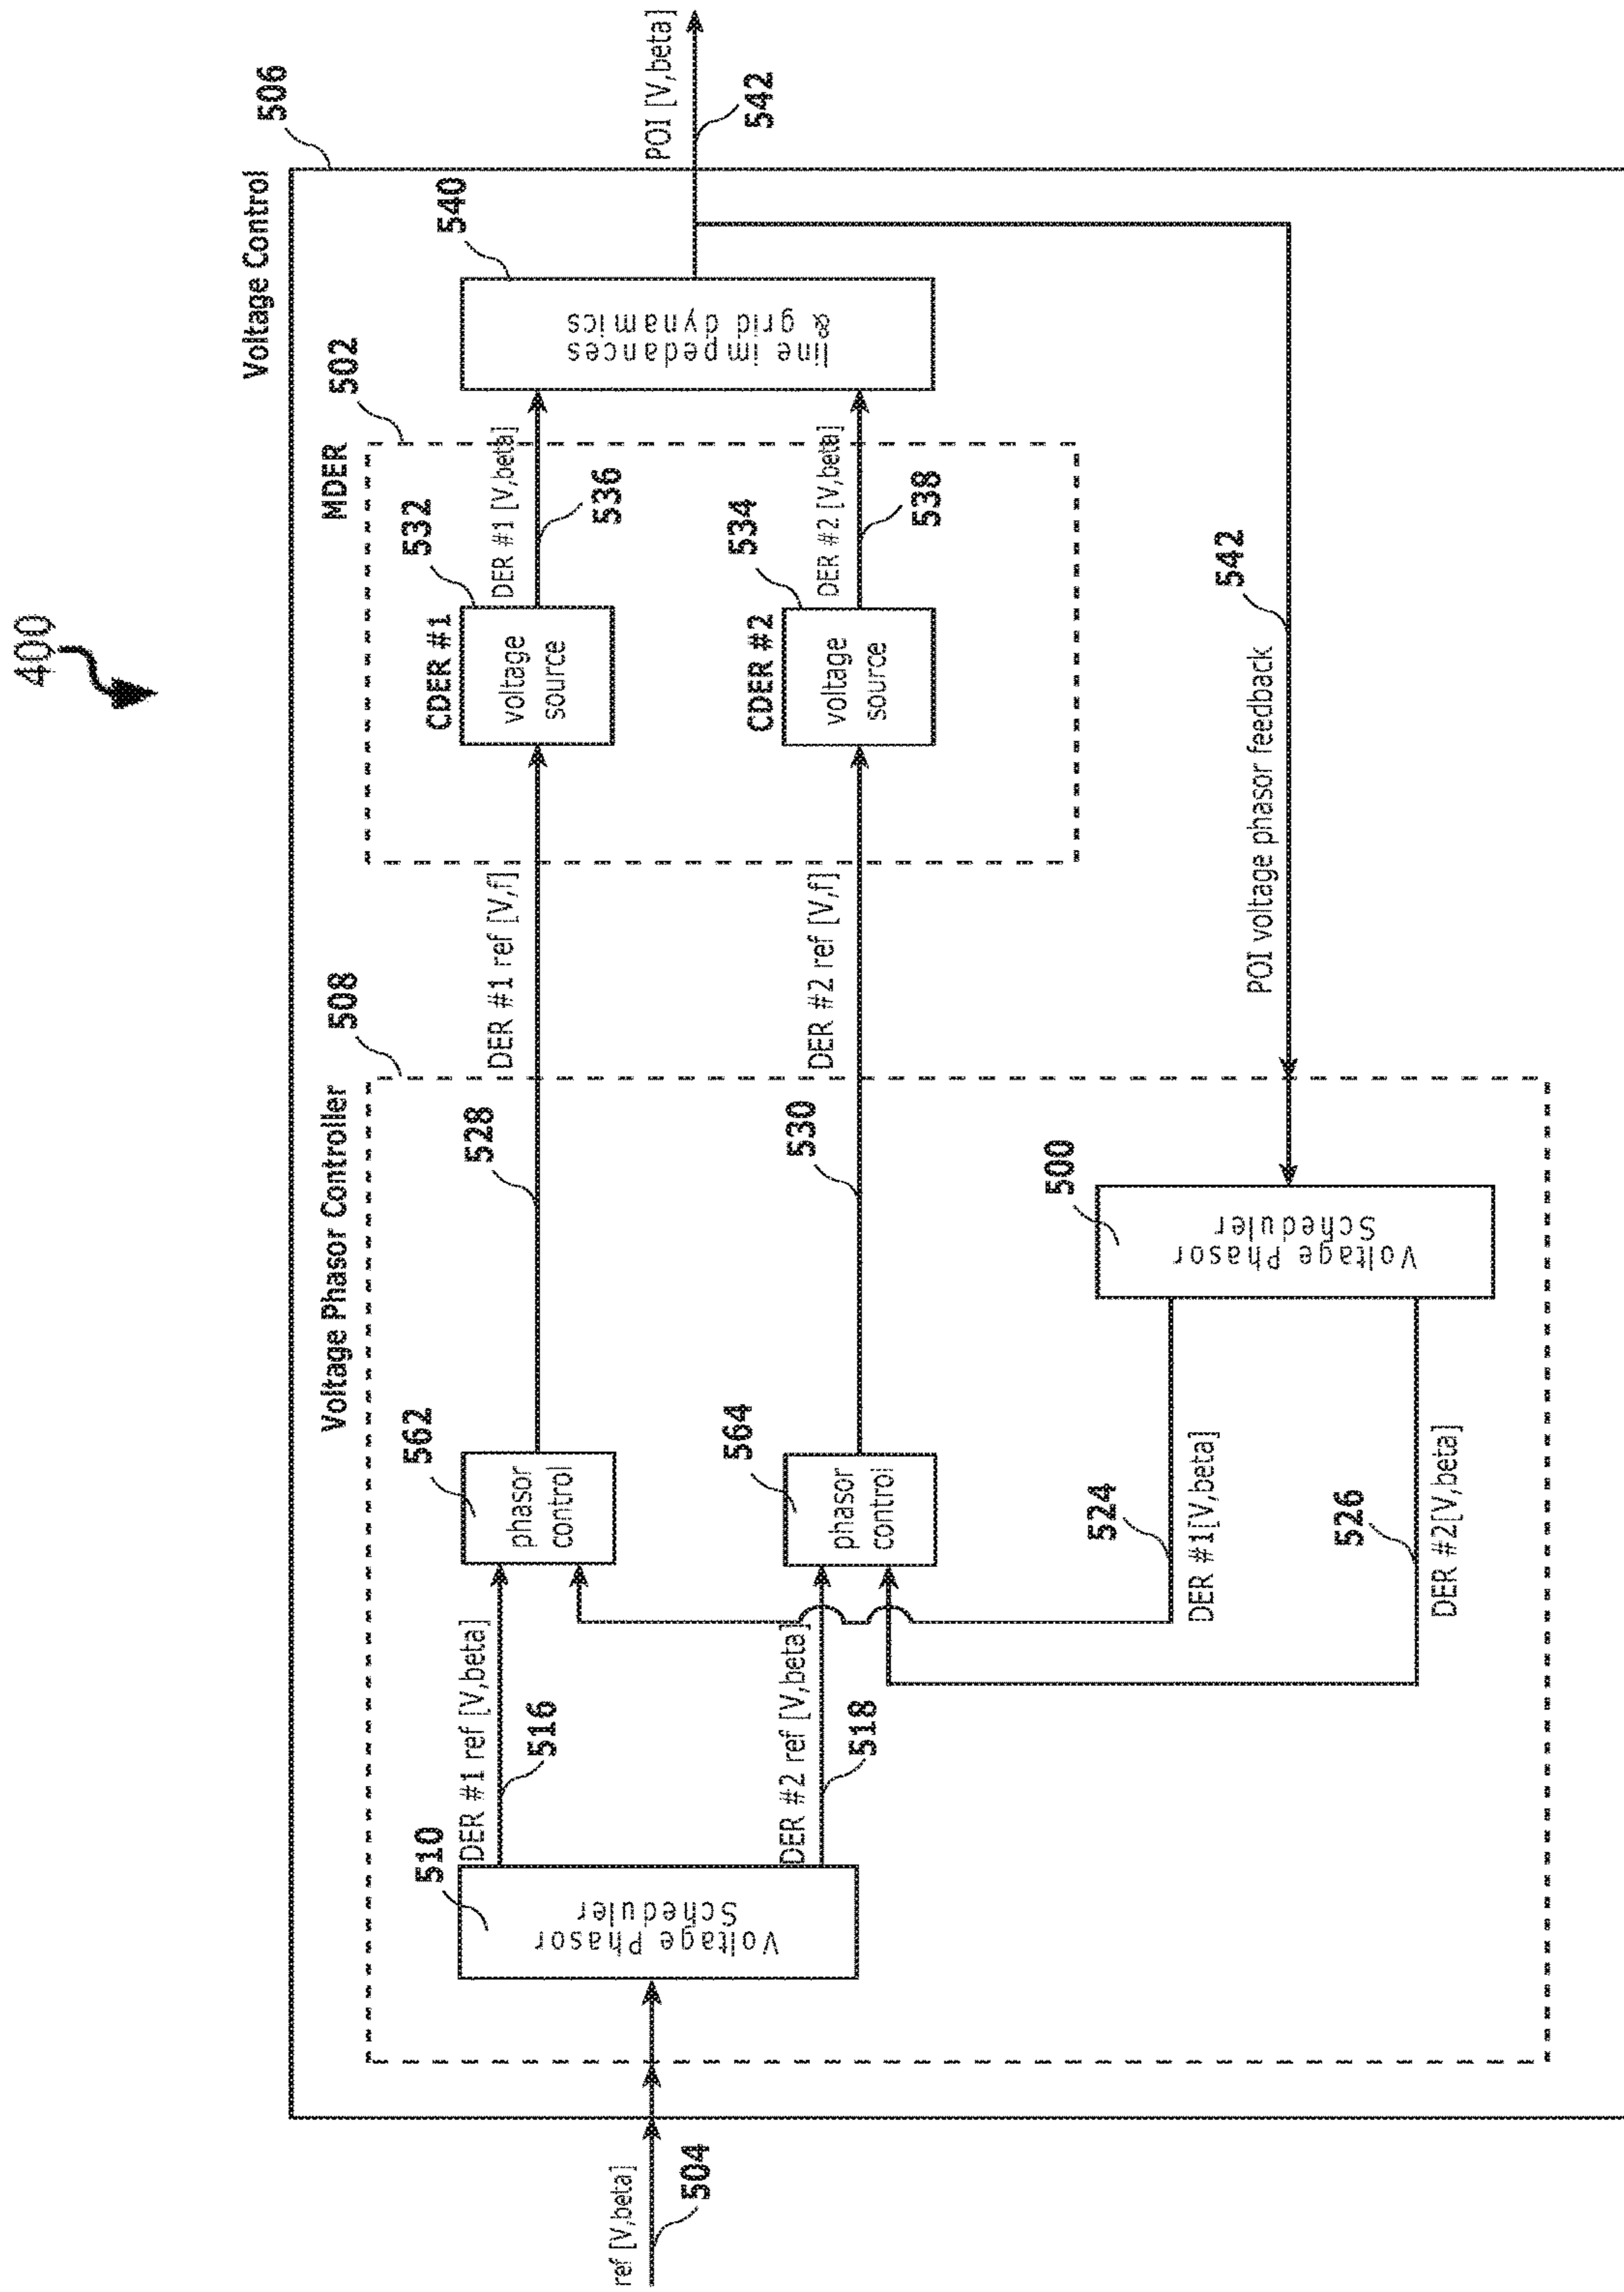 400
Voltage Control
506
Voltage Phasor Controller
508
MDER
502
510
Voltage Phasor
Scheduler
DER #1 ref [V,beta]
516
562
phasor
control
528
DER #1 ref [V,f]
CDER #1
532
voltage
source
DER #1 [V,beta]
536
540
line impedances
& grid dynamics
POI [V,beta]
542
ref [V,beta]
504
DER #2 ref [V,beta]
518
564
phasor
control
530
DER #2 ref [V,f]
CDER #2
534
voltage
source
DER #2 [V,beta]
538
524
DER #1[V,beta]
500
Voltage Phasor
Scheduler
POI voltage phasor feedback
542
526
DER #2[V,beta]